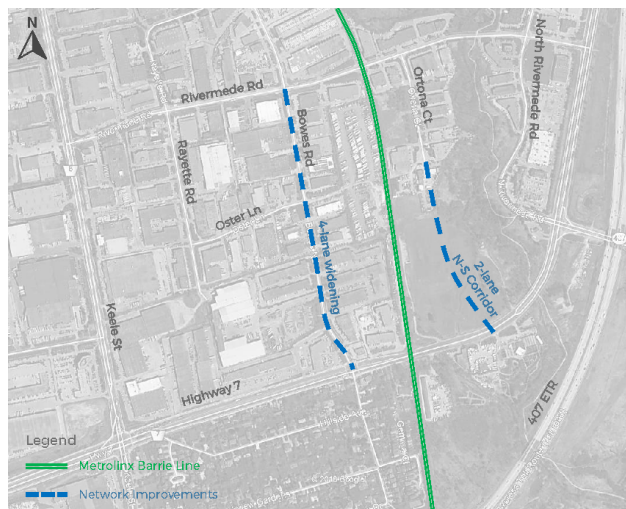 N
Rivermede Rd
North Rivermede Rd
Ortona Ct
Bowes Rd
Rayette Rd
Oster Ln
4-lane widening
2-lane
N-S Corridor
Keele St
Highway 7
407 ETR
Legend
Metrolinx Barrie Line
Network Improvements